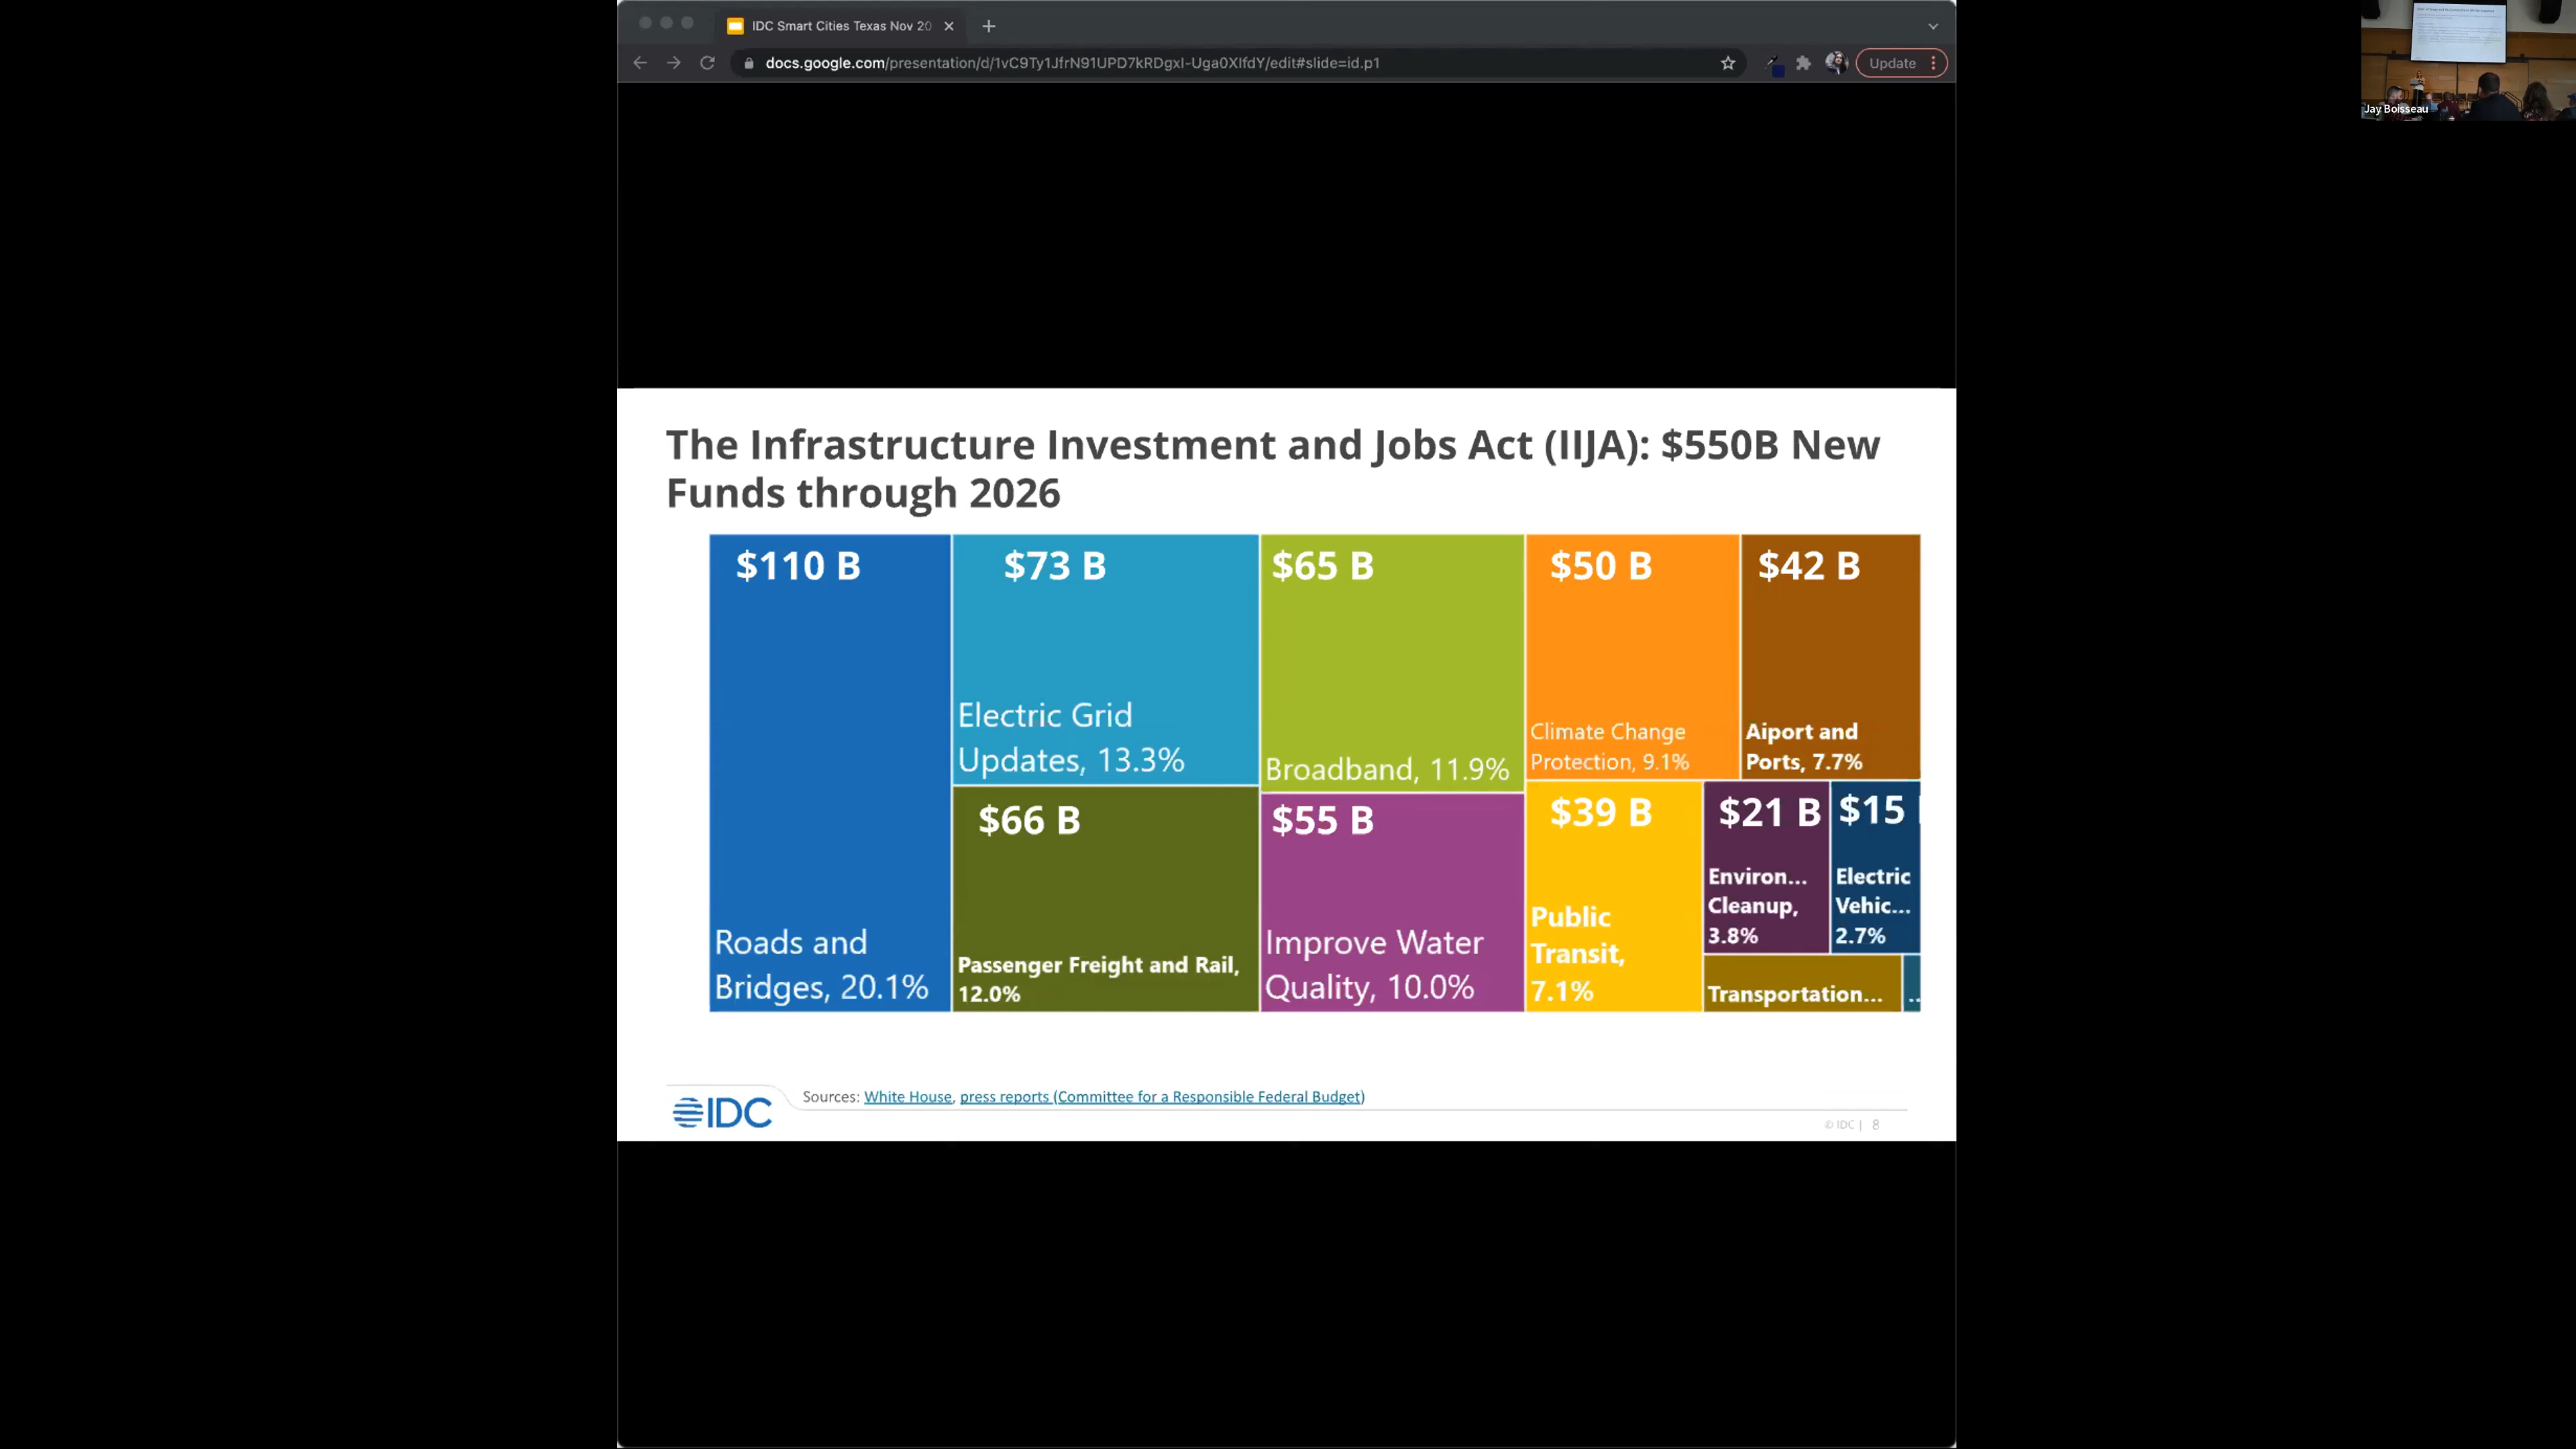 IDC Smart Cities Texas Nov 20
docs.google.com/presentation/d/1vC9Ty1JfrN91UPD7kRDgxI-Uga0XIfdY/edit#slide=id.p1
Update
Jay Boisseau
The Infrastructure Investment and Jobs Act (IIJA): $550B New
Funds through 2026
$110 B
Roads and
Bridges, 20.1%
$73 B
Electric Grid
Updates, 13.3%
$66 B
Passenger Freight and Rail,
12.0%
$65 B
Broadband, 11.9%
$55 B
Improve Water
Quality, 10.0%
$50 B
Climate Change
Protection, 9.1%
$42 B
Aiport and
Ports, 7.7%
$39 B
Public
Transit,
7.1%
$21 B
Environ...
Cleanup,
3.8%
$15
Electric
Vehic...
2.7%
Transportation...
..
IDC
Sources: White House, press reports (Committee for a Responsible Federal Budget)
© IDC | 8